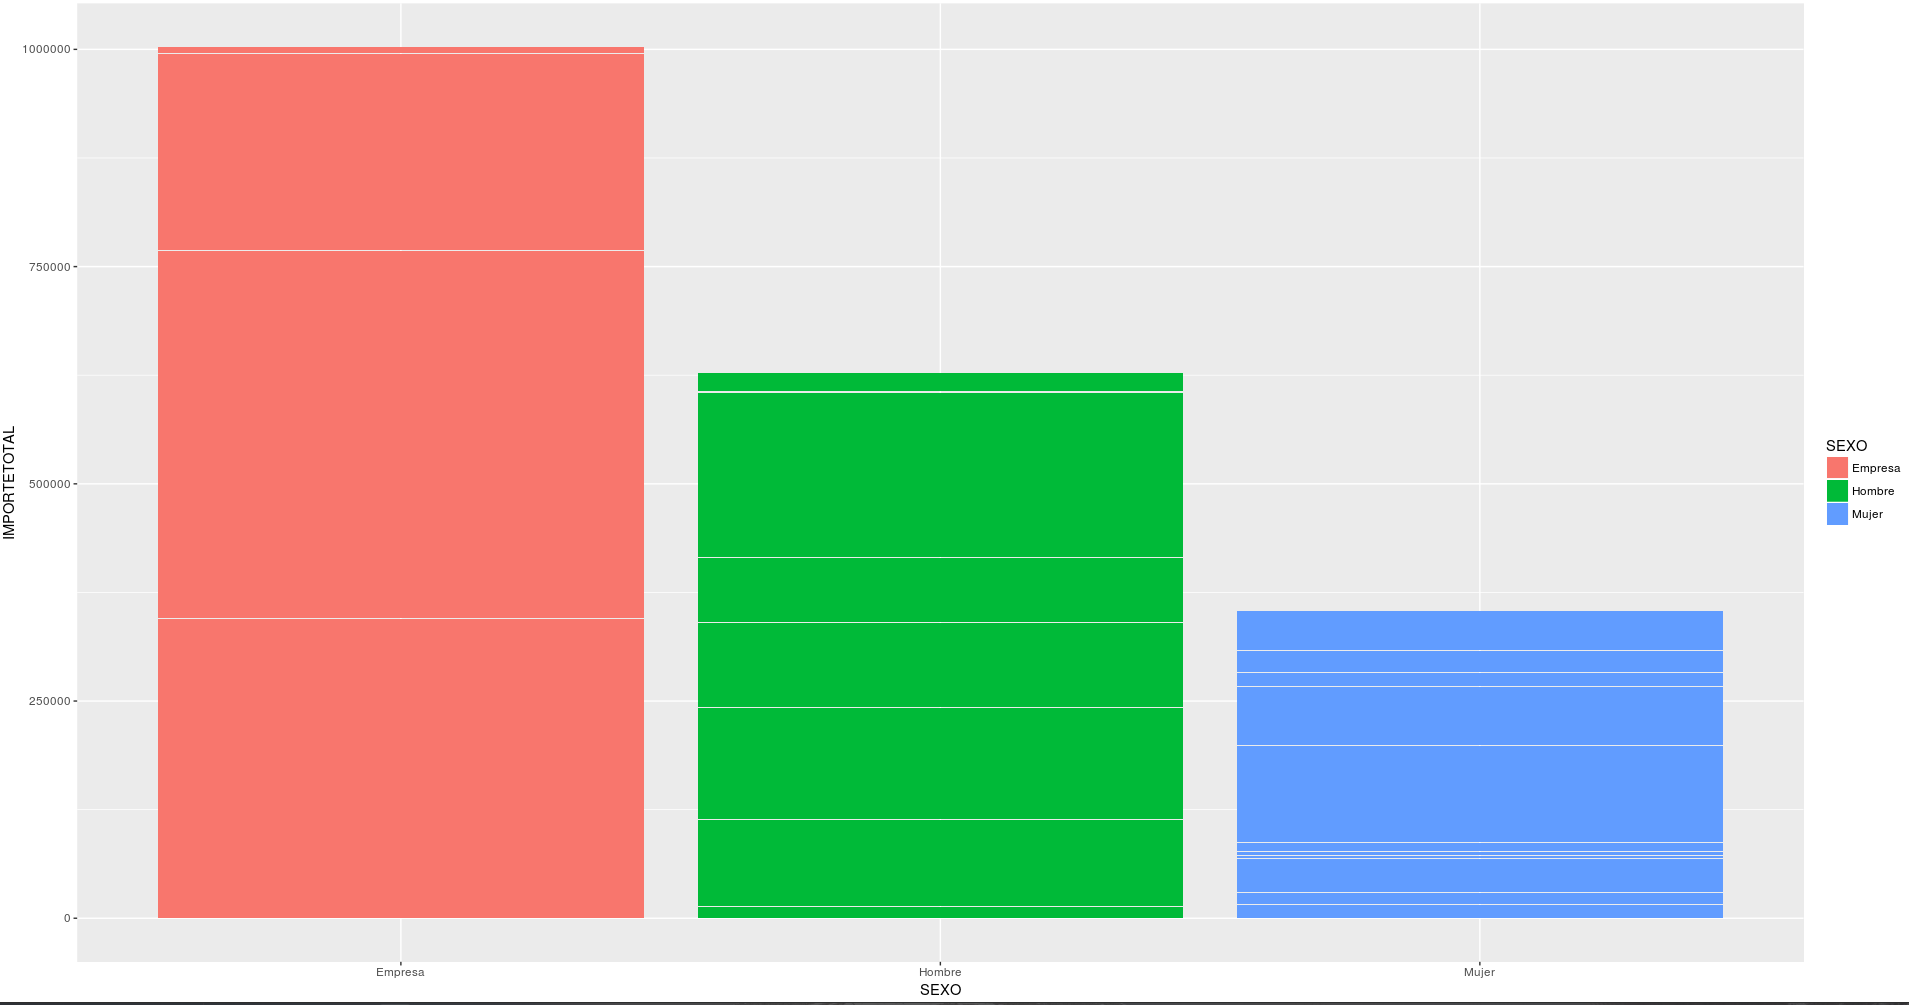 IMPORTETOTAL
1000000
750000
500000
250000
0
Empresa
Hombre
Mujer
SEXO
SEXO
Empresa
Hombre
Mujer